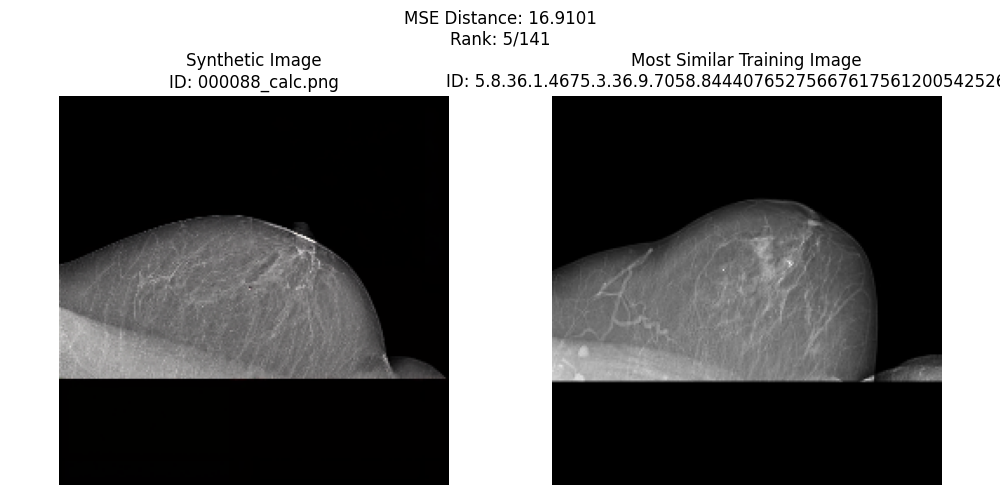 MSE Distance: 16.9101
Rank: 5/141
Synthetic Image
ID: 000088_calc.png
Most Similar Training Image
ID: 5.8.36.1.4675.3.36.9.7058.84440765275667617561200542526